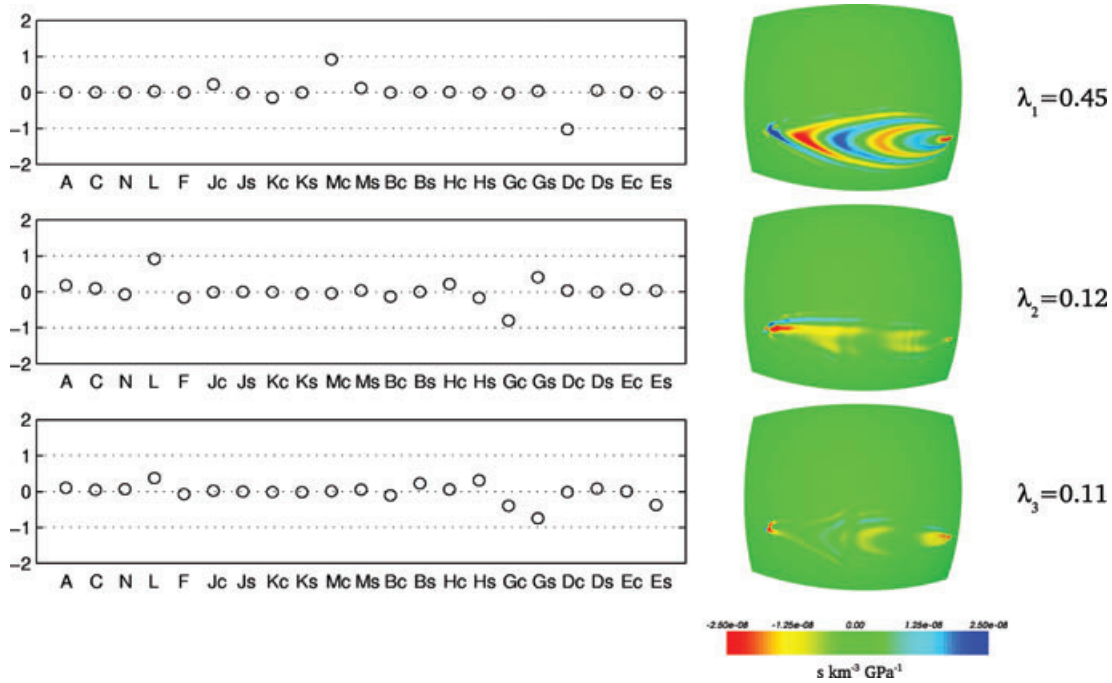 2
1
0
-1
-2
A C N L F Jc Js Kc Ks Mc Ms Bc Bs Hc Hs Gc Gs Dc Ds Ec Es
λ₁=0.45
2
1
0
-1
-2
A C N L F Jc Js Kc Ks Mc Ms Bc Bs Hc Hs Gc Gs Dc Ds Ec Es
λ₂=0.12
2
1
0
-1
-2
A C N L F Jc Js Kc Ks Mc Ms Bc Bs Hc Hs Gc Gs Dc Ds Ec Es
λ₃=0.11
-2.50e-08 -1.25e-08 0.00 1.25e-08 2.50e-08
s km⁻³ GPa⁻¹